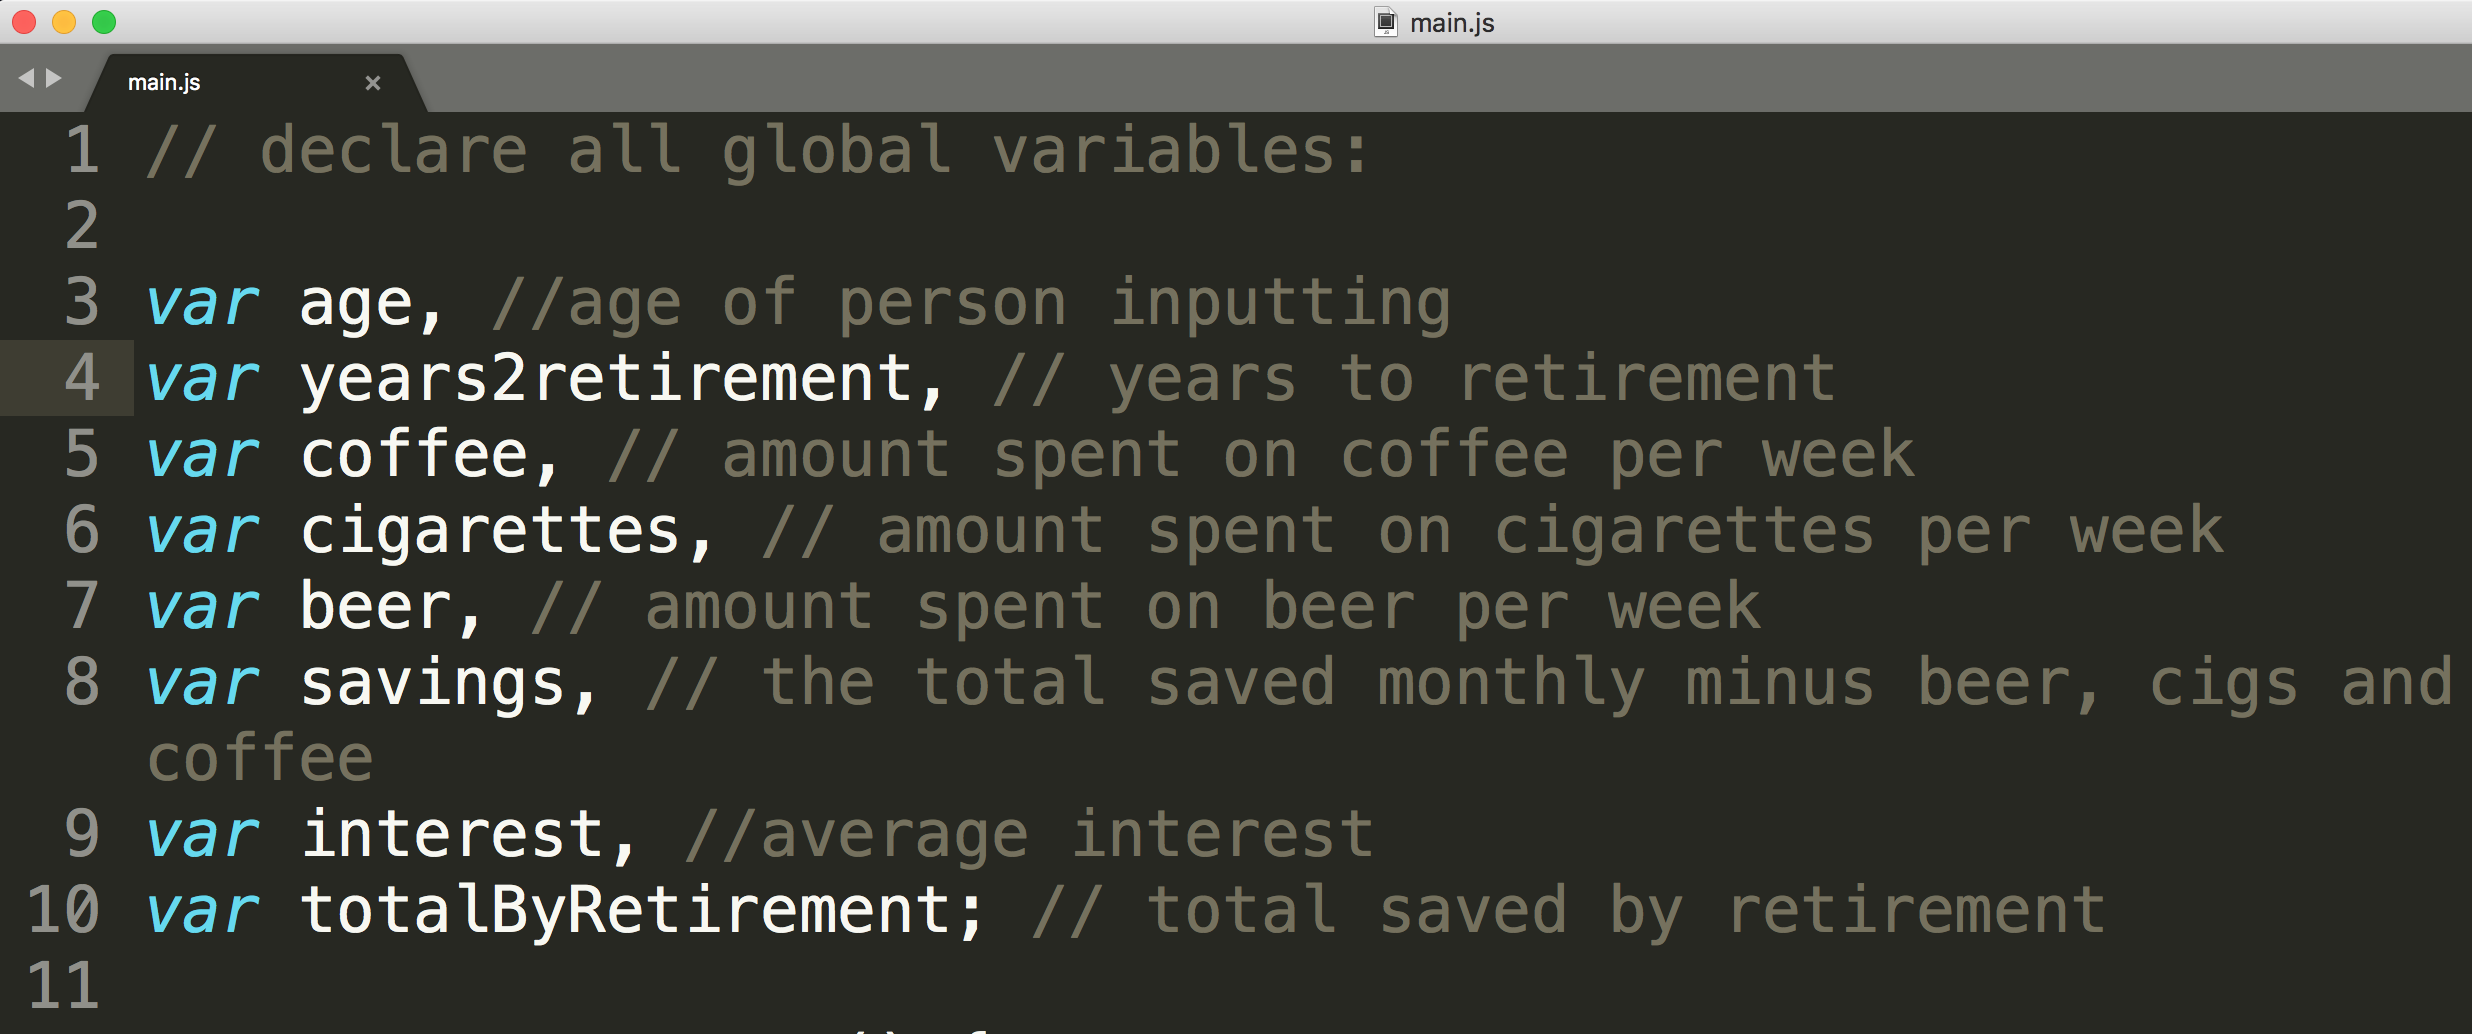 main.js
main.js ×
1 // declare all global variables:
2
3 var age, //age of person inputting
4 var years2retirement, // years to retirement
5 var coffee, // amount spent on coffee per week
6 var cigarettes, // amount spent on cigarettes per week
7 var beer, // amount spent on beer per week
8 var savings, // the total saved monthly minus beer, cigs and
coffee
9 var interest, //average interest
10 var totalByRetirement; // total saved by retirement
11